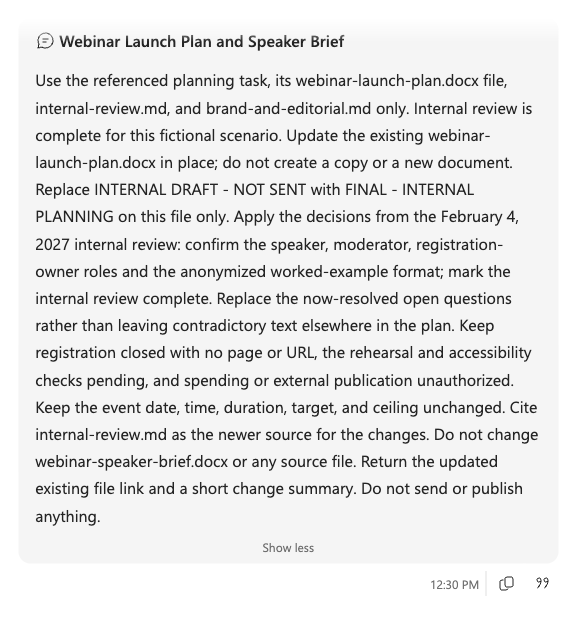 Webinar Launch Plan and Speaker Brief
Use the referenced planning task, its webinar-launch-plan.docx file,
internal-review.md, and brand-and-editorial.md only. Internal review is
complete for this fictional scenario. Update the existing webinar-
launch-plan.docx in place; do not create a copy or a new document.
Replace INTERNAL DRAFT - NOT SENT with FINAL - INTERNAL
PLANNING on this file only. Apply the decisions from the February 4,
2027 internal review: confirm the speaker, moderator, registration-
owner roles and the anonymized worked-example format; mark the
internal review complete. Replace the now-resolved open questions
rather than leaving contradictory text elsewhere in the plan. Keep
registration closed with no page or URL, the rehearsal and accessibility
checks pending, and spending or external publication unauthorized.
Keep the event date, time, duration, target, and ceiling unchanged. Cite
internal-review.md as the newer source for the changes. Do not change
webinar-speaker-brief.docx or any source file. Return the updated
existing file link and a short change summary. Do not send or publish
anything.
Show less
12:30 PM